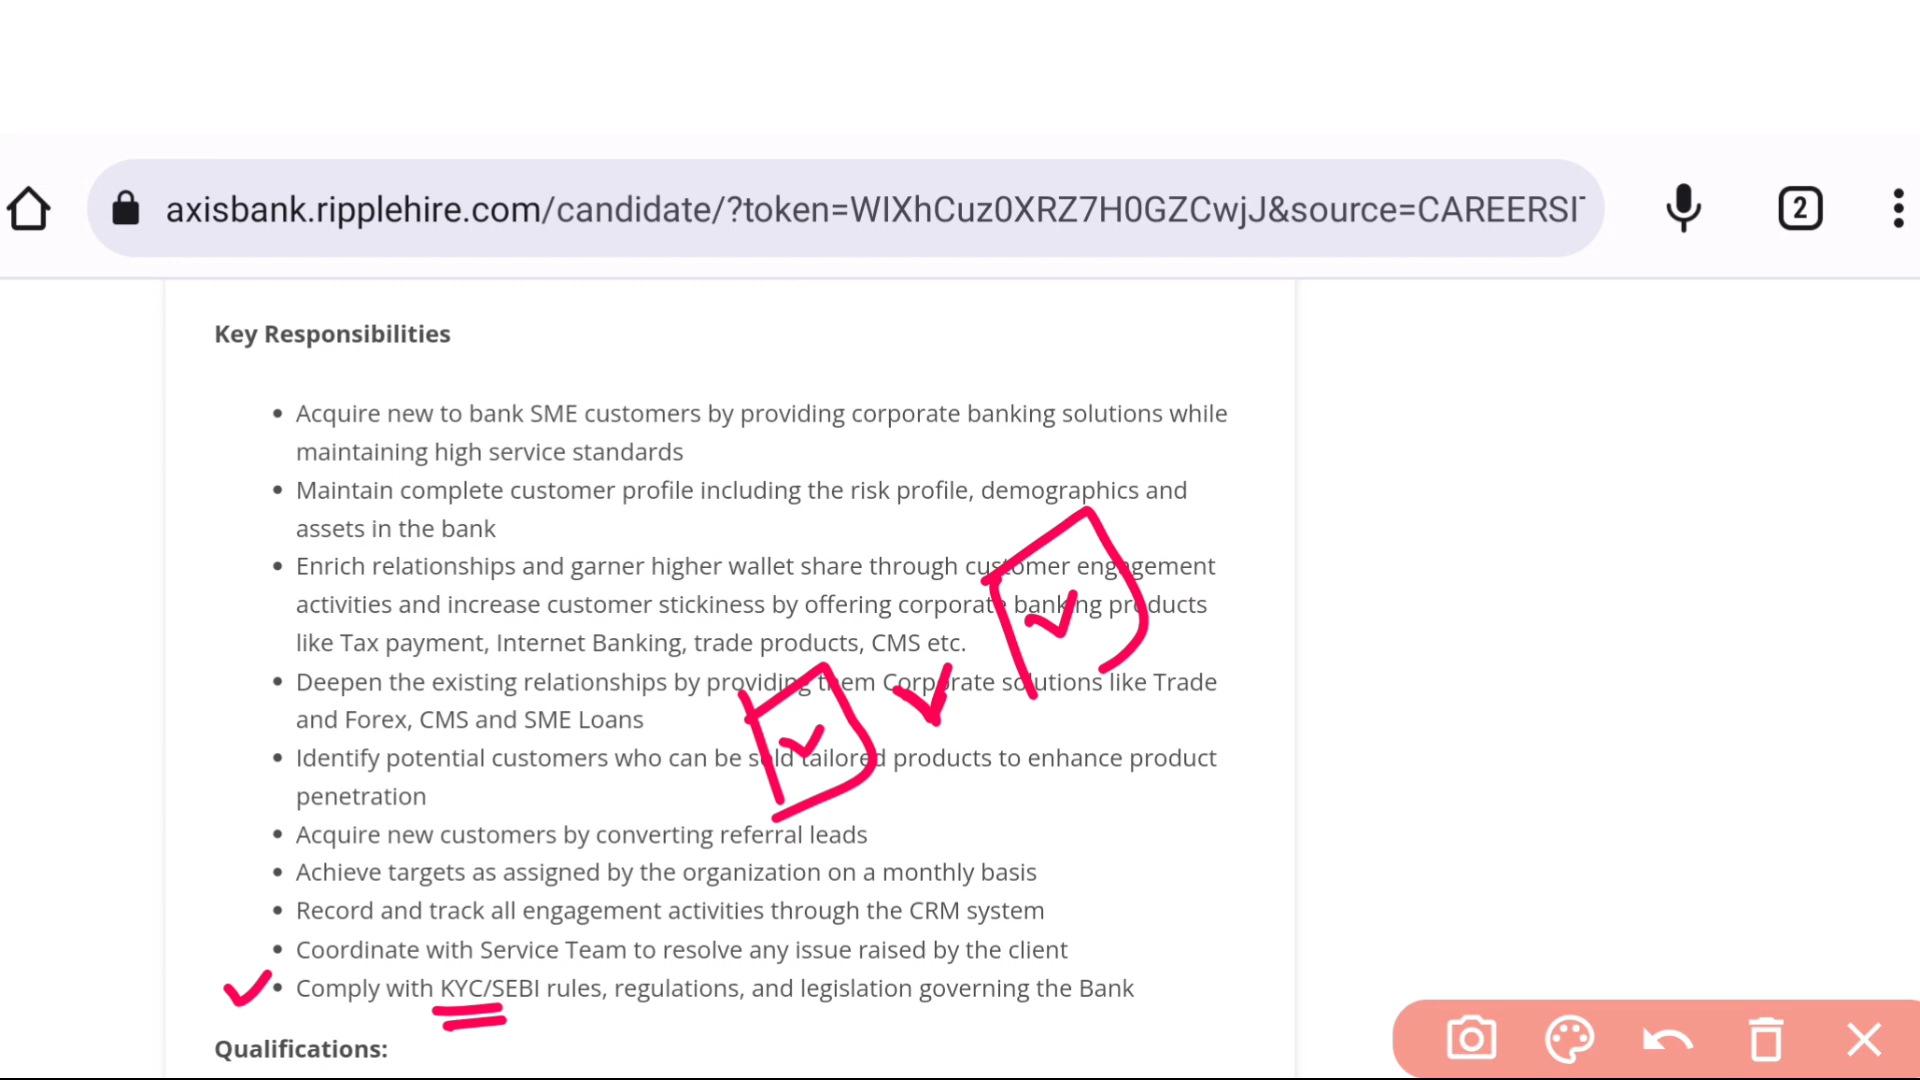 axisbank.ripplehire.com/candidate/?token=WIXhCuz0XRZ7H0GZCwjJ&source=CAREERSIT
2
Key Responsibilities
• Acquire new to bank SME customers by providing corporate banking solutions while
maintaining high service standards
• Maintain complete customer profile including the risk profile, demographics and
assets in the bank
• Enrich relationships and garner higher wallet share through customer engagement
activities and increase customer stickiness by offering corporate banking products
like Tax payment, Internet Banking, trade products, CMS etc.
• Deepen the existing relationships by providing them Corporate solutions like Trade
and Forex, CMS and SME Loans
• Identify potential customers who can be sold tailored products to enhance product
penetration
• Acquire new customers by converting referral leads
• Achieve targets as assigned by the organization on a monthly basis
• Record and track all engagement activities through the CRM system
• Coordinate with Service Team to resolve any issue raised by the client
• Comply with KYC/SEBI rules, regulations, and legislation governing the Bank
Qualifications: